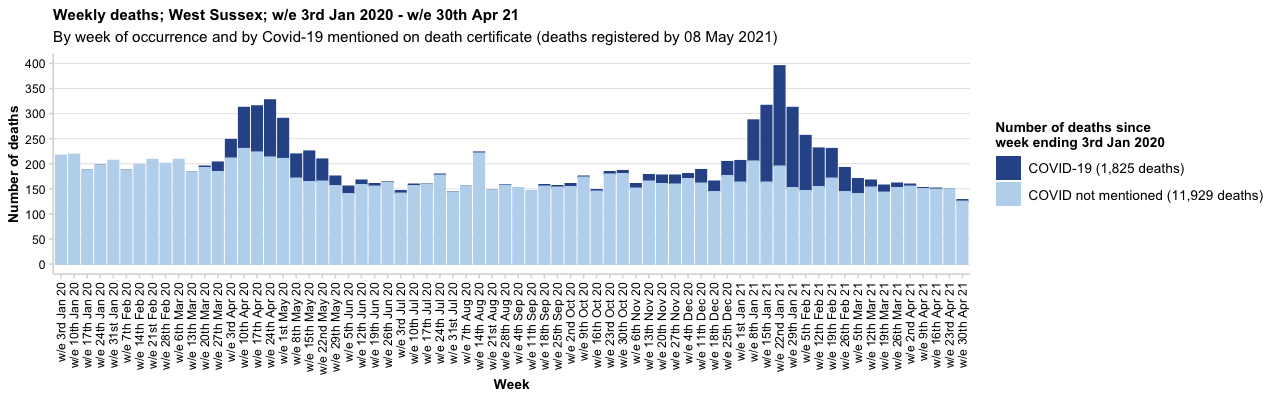 Weekly deaths; West Sussex; w/e 3rd Jan 2020 - w/e 30th Apr 21
By week of occurrence and by Covid-19 mentioned on death certificate (deaths registered by 08 May 2021)
Number of deaths
400
350
300
250
200
150
100
50
0
w/e 3rd Jan 20
w/e 10th Jan 20
w/e 17th Jan 20
w/e 24th Jan 20
w/e 31st Jan 20
w/e 7th Feb 20
w/e 14th Feb 20
w/e 21st Feb 20
w/e 28th Feb 20
w/e 6th Mar 20
w/e 13th Mar 20
w/e 20th Mar 20
w/e 27th Mar 20
w/e 3rd Apr 20
w/e 10th Apr 20
w/e 17th Apr 20
w/e 24th Apr 20
w/e 1st May 20
w/e 8th May 20
w/e 15th May 20
w/e 22nd May 20
w/e 29th May 20
w/e 5th Jun 20
w/e 12th Jun 20
w/e 19th Jun 20
w/e 26th Jun 20
w/e 3rd Jul 20
w/e 10th Jul 20
w/e 17th Jul 20
w/e 24th Jul 20
w/e 31st Jul 20
w/e 7th Aug 20
w/e 14th Aug 20
w/e 21st Aug 20
w/e 28th Aug 20
w/e 4th Sep 20
w/e 11th Sep 20
w/e 18th Sep 20
w/e 25th Sep 20
w/e 2nd Oct 20
w/e 9th Oct 20
w/e 16th Oct 20
w/e 23rd Oct 20
w/e 30th Oct 20
w/e 6th Nov 20
w/e 13th Nov 20
w/e 20th Nov 20
w/e 27th Nov 20
w/e 4th Dec 20
w/e 11th Dec 20
w/e 18th Dec 20
w/e 25th Dec 20
w/e 1st Jan 21
w/e 8th Jan 21
w/e 15th Jan 21
w/e 22nd Jan 21
w/e 29th Jan 21
w/e 5th Feb 21
w/e 12th Feb 21
w/e 19th Feb 21
w/e 26th Feb 21
w/e 5th Mar 21
w/e 12th Mar 21
w/e 19th Mar 21
w/e 26th Mar 21
w/e 2nd Apr 21
w/e 9th Apr 21
w/e 16th Apr 21
w/e 23rd Apr 21
w/e 30th Apr 21
Week
Number of deaths since
week ending 3rd Jan 2020
COVID-19 (1,825 deaths)
COVID not mentioned (11,929 deaths)